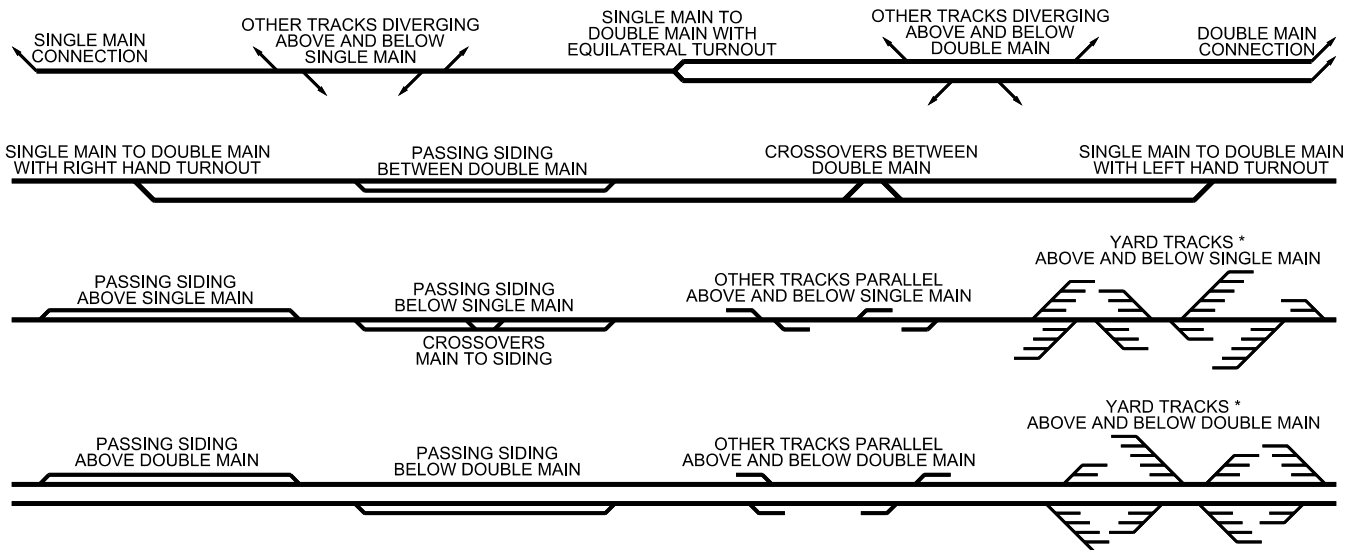 SINGLE MAIN
CONNECTION
OTHER TRACKS DIVERGING
ABOVE AND BELOW
SINGLE MAIN
SINGLE MAIN TO
DOUBLE MAIN WITH
EQUILATERAL TURNOUT
OTHER TRACKS DIVERGING
ABOVE AND BELOW
DOUBLE MAIN
DOUBLE MAIN
CONNECTION
SINGLE MAIN TO DOUBLE MAIN
WITH RIGHT HAND TURNOUT
PASSING SIDING
BETWEEN DOUBLE MAIN
CROSSOVERS BETWEEN
DOUBLE MAIN
SINGLE MAIN TO DOUBLE MAIN
WITH LEFT HAND TURNOUT
PASSING SIDING
ABOVE SINGLE MAIN
PASSING SIDING
BELOW SINGLE MAIN
CROSSOVERS
MAIN TO SIDING
OTHER TRACKS PARALLEL
ABOVE AND BELOW SINGLE MAIN
YARD TRACKS *
ABOVE AND BELOW SINGLE MAIN
PASSING SIDING
ABOVE DOUBLE MAIN
PASSING SIDING
BELOW DOUBLE MAIN
OTHER TRACKS PARALLEL
ABOVE AND BELOW DOUBLE MAIN
YARD TRACKS *
ABOVE AND BELOW DOUBLE MAIN